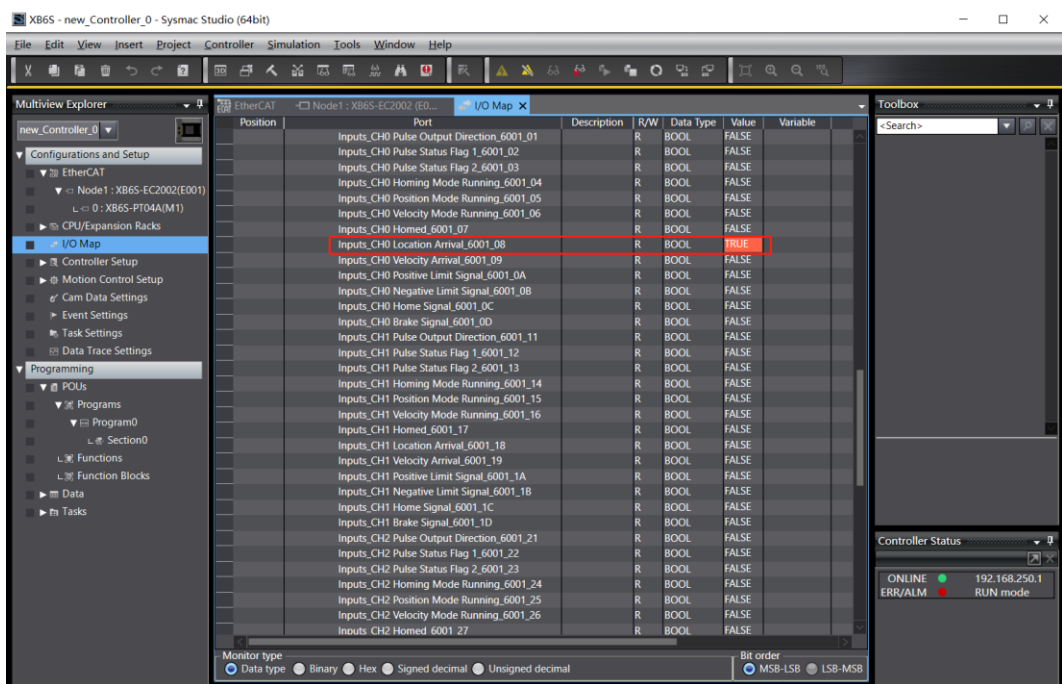 XB6S - new_Controller_0 - Sysmac Studio (64bit)
File Edit View Insert Project Controller Simulation Tools Window Help
Multiview Explorer
new_Controller_0
Configurations and Setup
EtherCAT
Node1 : XB6S-EC2002(E001)
0 : XB6S-PT04A(M1)
CPU/Expansion Racks
I/O Map
Controller Setup
Motion Control Setup
Cam Data Settings
Event Settings
Task Settings
Data Trace Settings
Programming
POUs
Programs
Program0
Section0
Functions
Function Blocks
Data
Tasks
EtherCAT Node1 : XB6S-EC2002 (E0... I/O Map
Position Port Description R/W Data Type Value Variable
Inputs_CH0 Pulse Output Direction_6001_01 R BOOL FALSE
Inputs_CH0 Pulse Status Flag 1_6001_02 R BOOL FALSE
Inputs_CH0 Pulse Status Flag 2_6001_03 R BOOL FALSE
Inputs_CH0 Homing Mode Running_6001_04 R BOOL FALSE
Inputs_CH0 Position Mode Running_6001_05 R BOOL FALSE
Inputs_CH0 Velocity Mode Running_6001_06 R BOOL FALSE
Inputs_CH0 Homed_6001_07 R BOOL FALSE
Inputs_CH0 Location Arrival_6001_08 R BOOL TRUE
Inputs_CH0 Velocity Arrival_6001_09 R BOOL FALSE
Inputs_CH0 Positive Limit Signal_6001_0A R BOOL FALSE
Inputs_CH0 Negative Limit Signal_6001_0B R BOOL FALSE
Inputs_CH0 Home Signal_6001_0C R BOOL FALSE
Inputs_CH0 Brake Signal_6001_0D R BOOL FALSE
Inputs_CH1 Pulse Output Direction_6001_11 R BOOL FALSE
Inputs_CH1 Pulse Status Flag 1_6001_12 R BOOL FALSE
Inputs_CH1 Pulse Status Flag 2_6001_13 R BOOL FALSE
Inputs_CH1 Homing Mode Running_6001_14 R BOOL FALSE
Inputs_CH1 Position Mode Running_6001_15 R BOOL FALSE
Inputs_CH1 Velocity Mode Running_6001_16 R BOOL FALSE
Inputs_CH1 Homed_6001_17 R BOOL FALSE
Inputs_CH1 Location Arrival_6001_18 R BOOL FALSE
Inputs_CH1 Velocity Arrival_6001_19 R BOOL FALSE
Inputs_CH1 Positive Limit Signal_6001_1A R BOOL FALSE
Inputs_CH1 Negative Limit Signal_6001_1B R BOOL FALSE
Inputs_CH1 Home Signal_6001_1C R BOOL FALSE
Inputs_CH1 Brake Signal_6001_1D R BOOL FALSE
Inputs_CH2 Pulse Output Direction_6001_21 R BOOL FALSE
Inputs_CH2 Pulse Status Flag 1_6001_22 R BOOL FALSE
Inputs_CH2 Pulse Status Flag 2_6001_23 R BOOL FALSE
Inputs_CH2 Homing Mode Running_6001_24 R BOOL FALSE
Inputs_CH2 Position Mode Running_6001_25 R BOOL FALSE
Inputs_CH2 Velocity Mode Running_6001_26 R BOOL FALSE
Inputs_CH2 Homed_6001_27 R BOOL FALSE
Monitor type
Data type Binary Hex Signed decimal Unsigned decimal
Bit order
MSB-LSB LSB-MSB
Toolbox
<Search>
Controller Status
ONLINE 192.168.250.1
ERR/ALM RUN mode